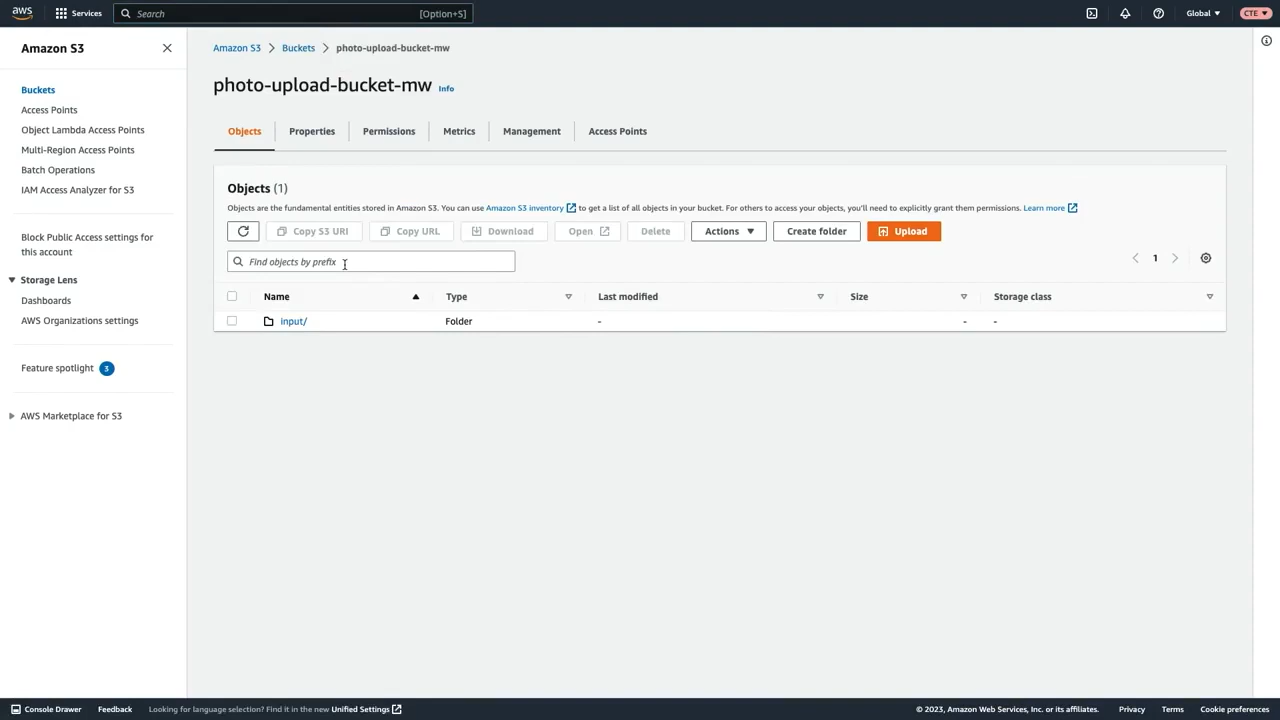 aws
Services
Search
[Option+S]
Global
CTE
Amazon S3
Buckets
Access Points
Object Lambda Access Points
Multi-Region Access Points
Batch Operations
IAM Access Analyzer for S3
Block Public Access settings for
this account
Storage Lens
Dashboards
AWS Organizations settings
Feature spotlight 3
AWS Marketplace for S3
Amazon S3 > Buckets > photo-upload-bucket-mw
photo-upload-bucket-mw Info
Objects Properties Permissions Metrics Management Access Points
Objects (1)
Objects are the fundamental entities stored in Amazon S3. You can use Amazon S3 inventory to get a list of all objects in your bucket. For others to access your objects, you'll need to explicitly grant them permissions. Learn more
Copy S3 URI Copy URL Download Open Delete Actions Create folder Upload
Find objects by prefix
1
Name Type Last modified Size Storage class
input/ Folder - - -
Console Drawer Feedback Looking for language selection? Find it in the new Unified Settings © 2023, Amazon Web Services, Inc. or its affiliates. Privacy Terms Cookie preferences